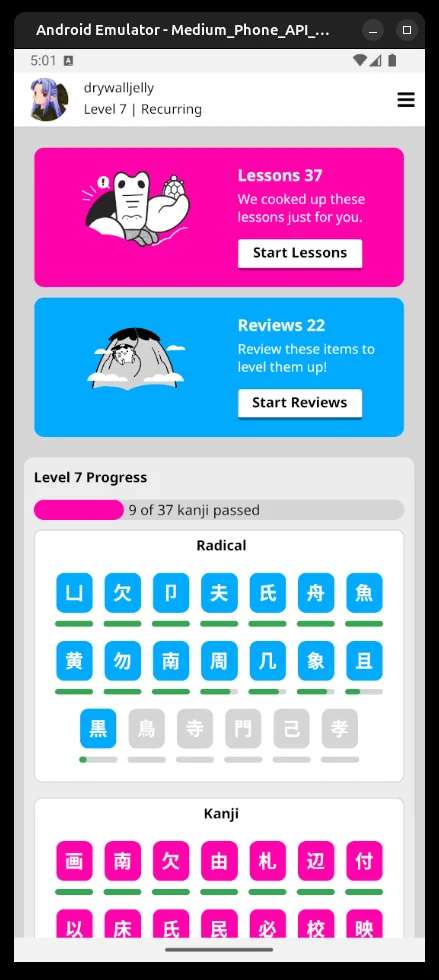 Android Emulator - Medium_Phone_API_...
5:01 A
drywalljelly
Level 7 | Recurring
Lessons 37
We cooked up these
lessons just for you.
Start Lessons
Reviews 22
Review these items to
level them up!
Start Reviews
Level 7 Progress
9 of 37 kanji passed
Radical
凵 欠 卩 夫 氏 舟 魚
黄 勿 南 周 几 象 且
黒 鳥 寺 門 己 孝
Kanji
画 南 欠 由 札 辺 付
以 床 氏 民 必 校 映